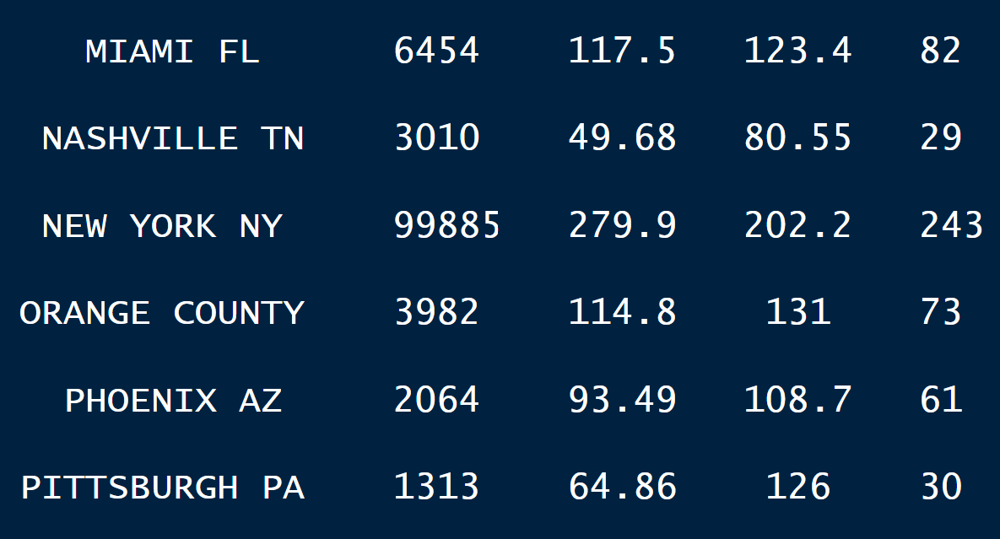 MIAMI FL 6454 117.5 123.4 82
NASHVILLE TN 3010 49.68 80.55 29
NEW YORK NY 99885 279.9 202.2 243
ORANGE COUNTY 3982 114.8 131 73
PHOENIX AZ 2064 93.49 108.7 61
PITTSBURGH PA 1313 64.86 126 30